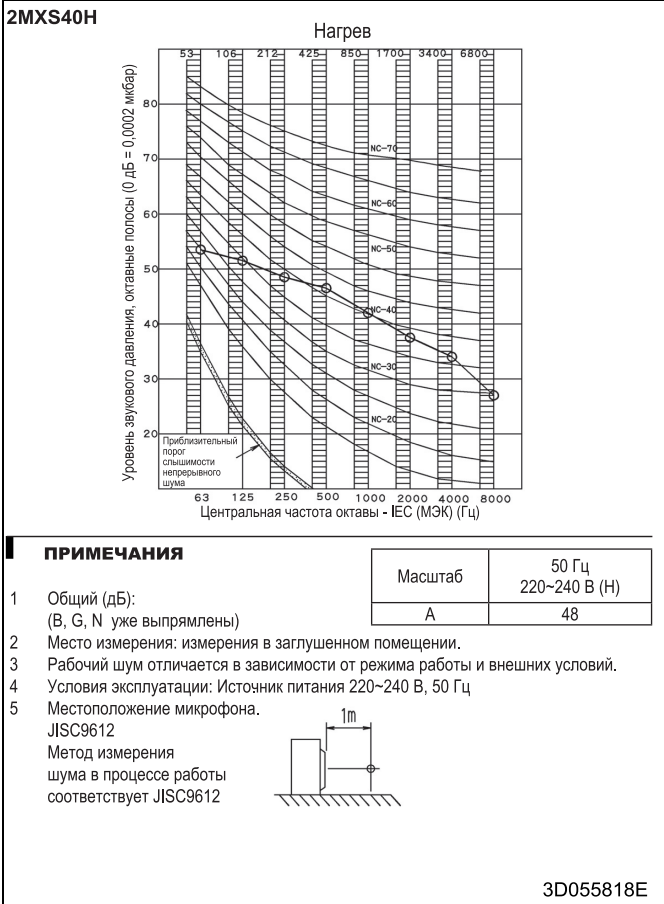 2MXS40H
Нагрев
Уровень звукового давления, октавные полосы (0 дБ = 0,0002 мкбар)
53 106 212 425 850 1700 3400 6800
80
70
60
50
40
30
20
NC-70
NC-60
NC-50
NC-40
NC-30
NC-20
Приблизительный
порог
слышимости
непрерывного
шума
63 125 250 500 1000 2000 4000 8000
Центральная частота октавы - IEC (МЭК) (Гц)
ПРИМЕЧАНИЯ
Масштаб
50 Гц
220~240 В (Н)
A 48
1 Общий (дБ):
(B, G, N уже выпрямлены)
2 Место измерения: измерения в заглушенном помещении.
3 Рабочий шум отличается в зависимости от режима работы и внешних условий.
4 Условия эксплуатации: Источник питания 220~240 В, 50 Гц
5 Местоположение микрофона.
JISC9612
Метод измерения
шума в процессе работы
соответствует JISC9612
1m
3D055818E